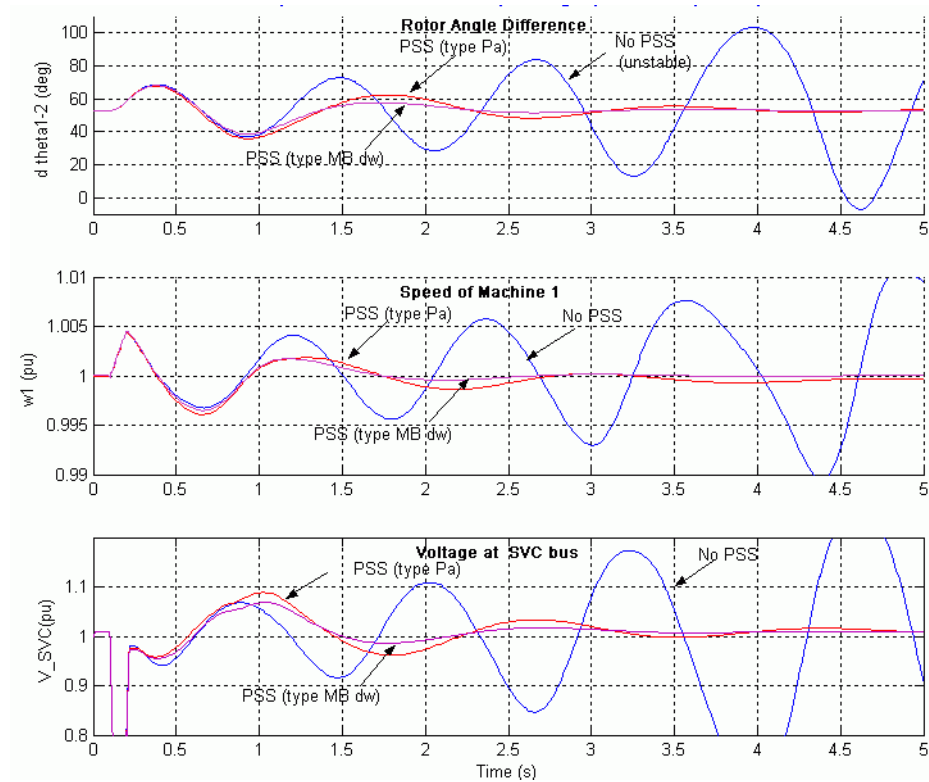 Rotor Angle Difference
PSS (type Pa)
No PSS
(unstable)
PSS (type MB dw)
d theta1-2 (deg)
100
80
60
40
20
0
0 0.5 1 1.5 2 2.5 3 3.5 4 4.5 5
Speed of Machine 1
PSS (type Pa)
No PSS
PSS (type MB dw)
w1 (pu)
1.01
1.005
1
0.995
0.99
0 0.5 1 1.5 2 2.5 3 3.5 4 4.5 5
Voltage at SVC bus
PSS (type Pa)
No PSS
PSS (type MB dw)
V_SVC(pu)
1.1
1
0.9
0.8
0 0.5 1 1.5 2 2.5 3 3.5 4 4.5 5
Time (s)